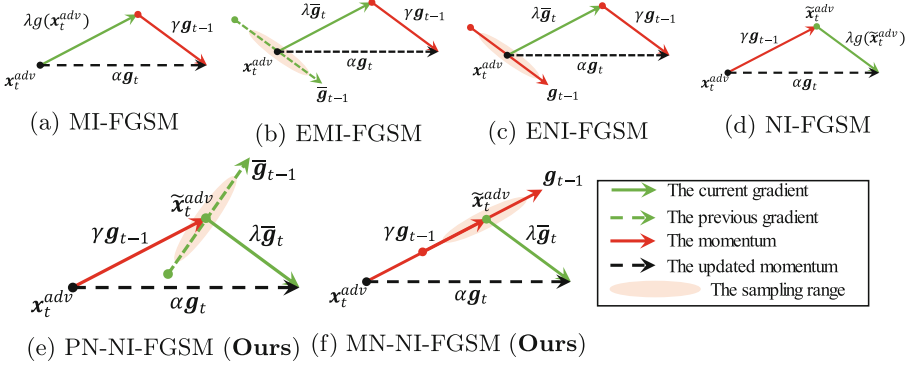 λg(x_t^{adv})
γg_{t−1}
x_t^{adv}
αg_t
(a) MI-FGSM
λḡ_t
γg_{t−1}
x_t^{adv}
αg_t
ḡ_{t−1}
(b) EMI-FGSM
λḡ_t
γg_{t−1}
x_t^{adv}
αg_t
g_{t−1}
(c) ENI-FGSM
x̃_t^{adv}
γg_{t−1}
λg(x̃_t^{adv})
x_t^{adv}
αg_t
(d) NI-FGSM
ḡ_{t−1}
x̃_t^{adv}
γg_{t−1}
λḡ_t
x_t^{adv}
αg_t
(e) PN-NI-FGSM (Ours)
g_{t−1}
x̃_t^{adv}
γg_{t−1}
λḡ_t
x_t^{adv}
αg_t
(f) MN-NI-FGSM (Ours)
The current gradient
The previous gradient
The momentum
The updated momentum
The sampling range